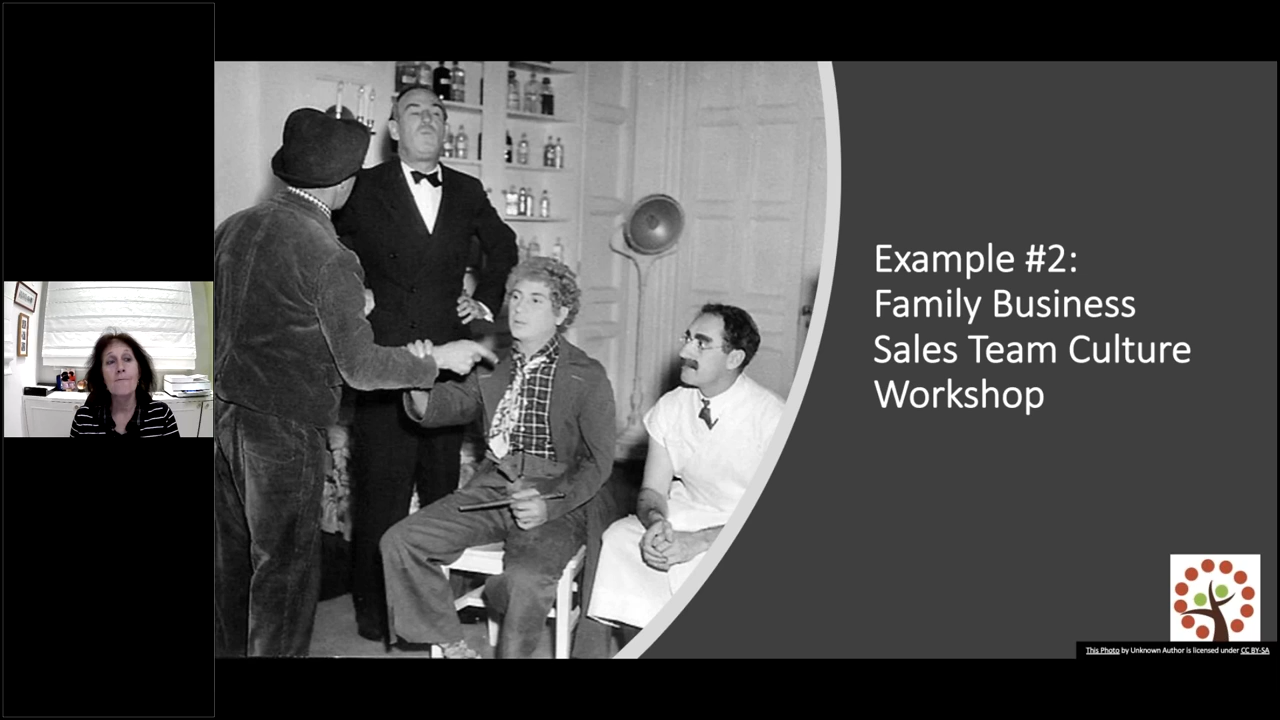 Example #2:
Family Business
Sales Team Culture
Workshop
This Photo by Unknown Author is licensed under CC BY-SA